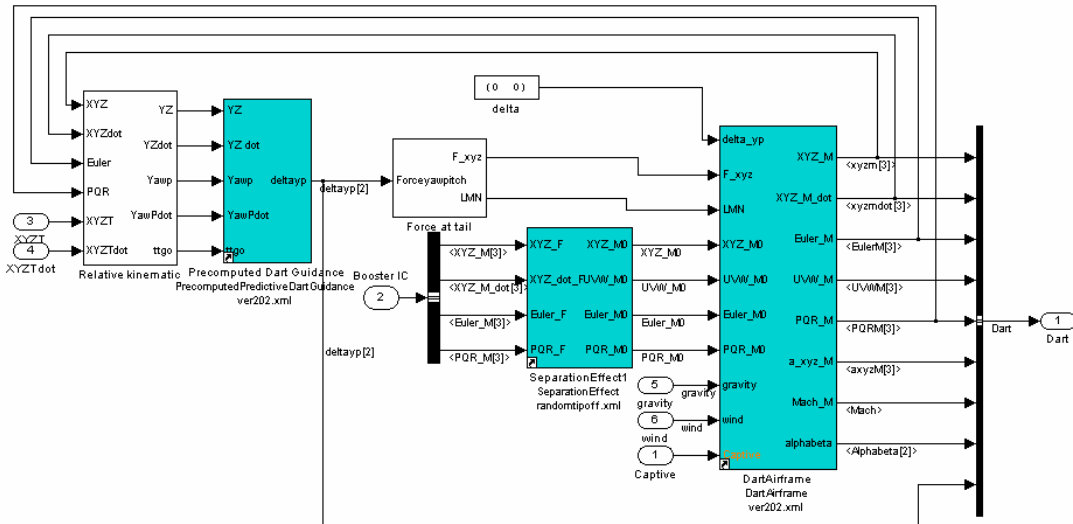 XYZ
XYZdot
Euler
PQR
XYZT
XYZTdot
YZ
YZdot
Yawp
YawPdot
ttgo
Relative kinematic
3
XYZT
4
XYZTdot
YZ
YZ dot
Yawp
YawPdot
ttgo
deltayp
Precomputed Dart Guidance
PrecomputedPredictiveDartGuidance
ver202.xml
deltayp[2]
deltayp[2]
Forceyawpitch
F_xyz
LMN
Force at tail
(0 0)
delta
Booster IC
2
<XYZ_M[3]>
<XYZ_M_dot[3]>
<Euler_M[3]>
<PQR_M[3]>
XYZ_F
XYZ_dot_F
Euler_F
PQR_F
XYZ_M0
UVW_M0
Euler_M0
PQR_M0
SeparationEffect1
SeparationEffect
randomtipoff.xml
XYZ_M0
UVW_M0
Euler_M0
PQR_M0
5
gravity
gravity
6
wind
wind
1
Captive
delta_yp
F_xyz
LMN
XYZ_M0
UVW_M0
Euler_M0
PQR_M0
gravity
wind
Captive
XYZ_M
XYZ_M_dot
Euler_M
UVW_M
PQR_M
a_xyz_M
Mach_M
alphabeta
DartAirframe
DartAirframe
ver202.xml
<xyzm[3]>
<xyzmdot[3]>
<EulerM[3]>
<UVWM[3]>
<PQRM[3]>
<axyzM[3]>
<Mach>
<Alphabeta[2]>
Dart
1
Dart